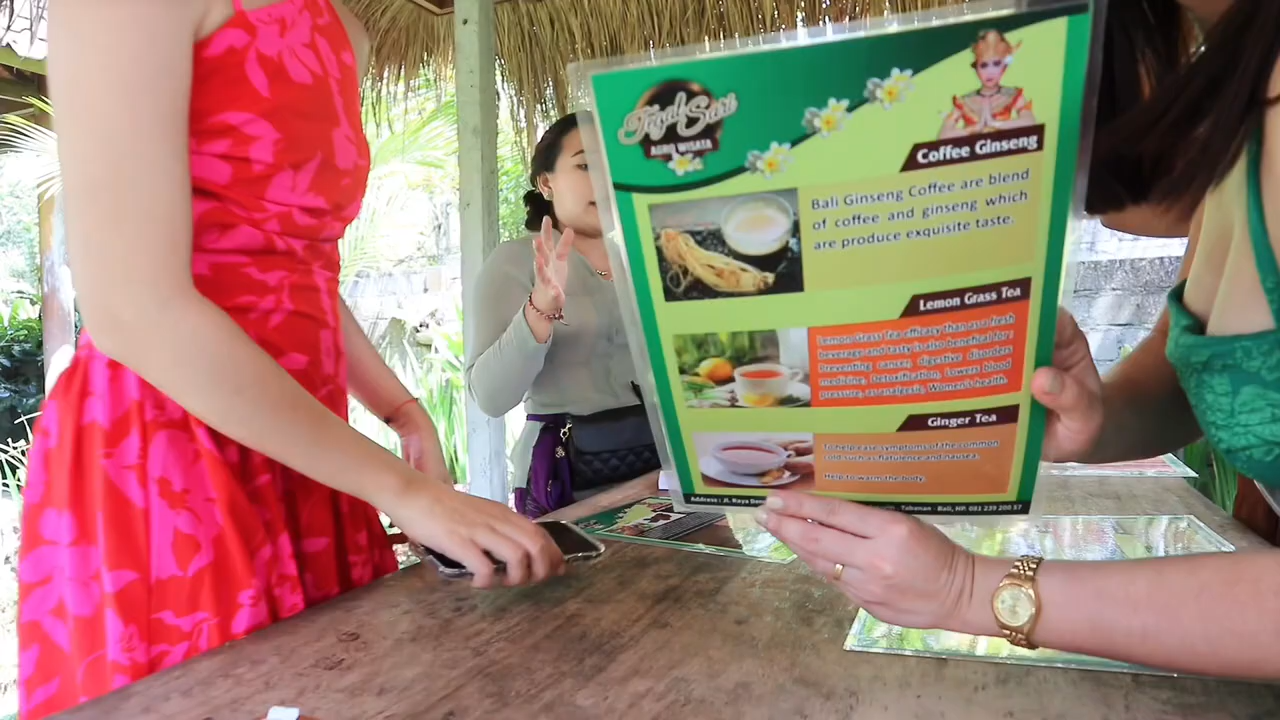 Tegal Sari
AGRO WISATA
Coffee Ginseng
Bali Ginseng Coffee are blend
of coffee and ginseng which
are produce exquisite taste.
Lemon Grass Tea
Lemon Grass Tea efficacy than as a fresh
beverage and tasty is also benefical for:
Preventing cancer, digestive disorders
medicine, Detoxification, Lowers blood
pressure, as analgesic, Women's health.
Ginger Tea
To help ease symptoms of the common
cold such as flatulence and nausea.
Help to warm the body.
Address : Jl. Raya Tabanan - Bali, HP. 081 239 200 57